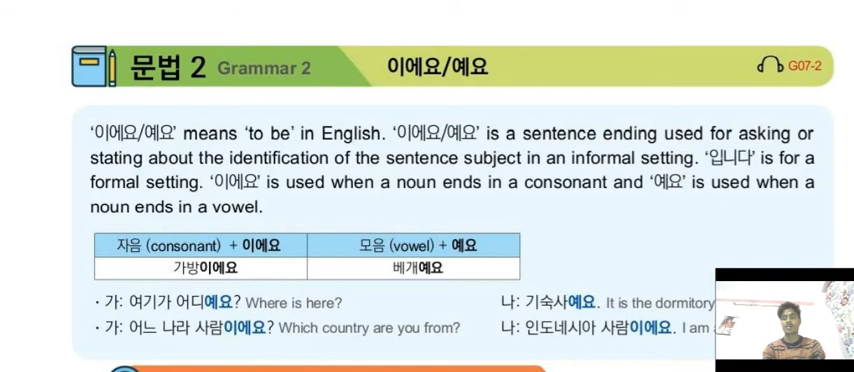 문법 2 Grammar 2 이에요/예요 G07-2
‘이에요/예요’ means ‘to be’ in English. ‘이에요/예요’ is a sentence ending used for asking or
stating about the identification of the sentence subject in an informal setting. ‘입니다’ is for a
formal setting. ‘이에요’ is used when a noun ends in a consonant and ‘예요’ is used when a
noun ends in a vowel.
자음 (consonant) + 이에요 모음 (vowel) + 예요
가방이에요 베개예요
· 가: 여기가 어디예요? Where is here? 나: 기숙사예요. It is the dormitory
· 가: 어느 나라 사람이에요? Which country are you from? 나: 인도네시아 사람이에요. I am